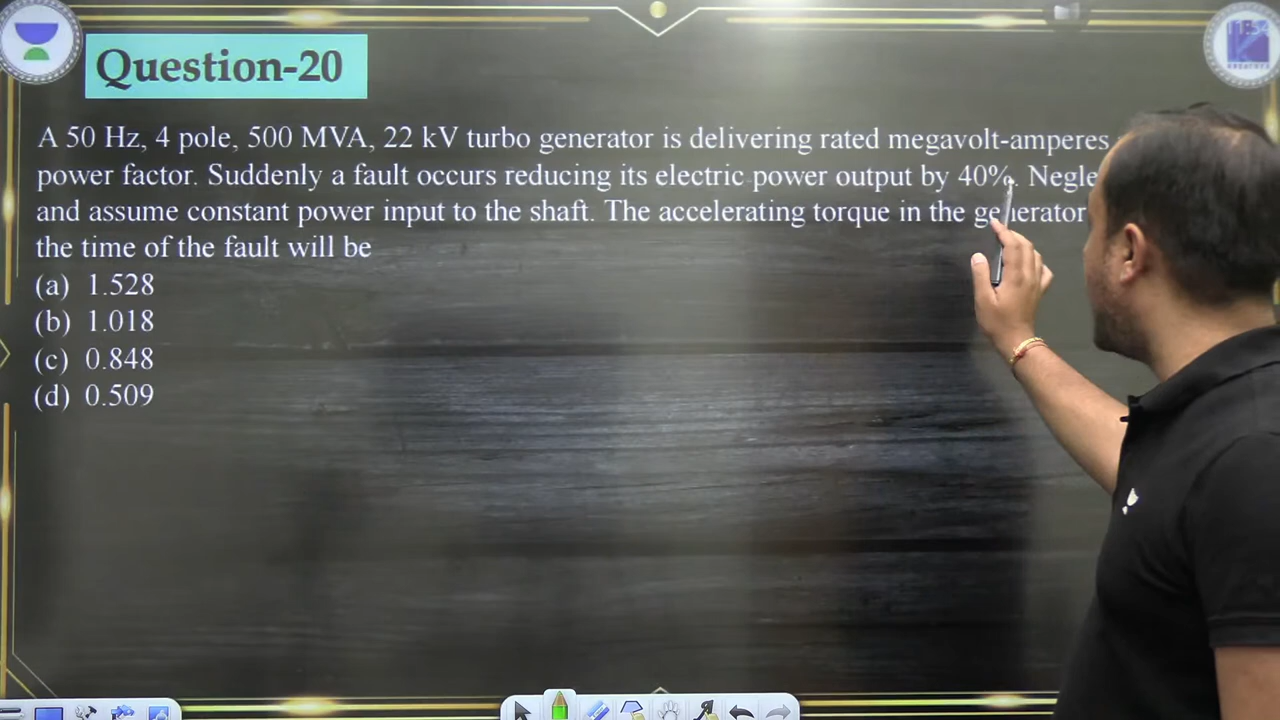 Question-20
A 50 Hz, 4 pole, 500 MVA, 22 kV turbo generator is delivering rated megavolt-amperes
power factor. Suddenly a fault occurs reducing its electric power output by 40%.
and assume constant power input to the shaft. The accelerating torque in the generator
the time of the fault will be
(a) 1.528
(b) 1.018
(c) 0.848
(d) 0.509